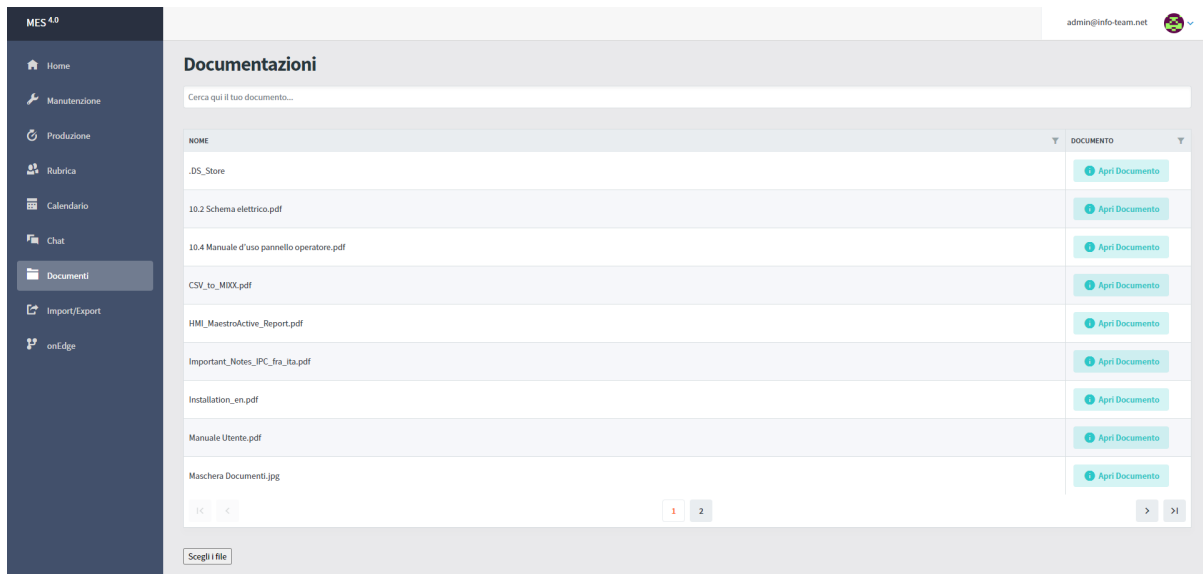 MES 4.0
admin@info-team.net
Home
Manutenzione
Produzione
Rubrica
Calendario
Chat
Documenti
Import/Export
onEdge
Documentazioni
Cerca qui il tuo documento...
NOME DOCUMENTO
.DS_Store Apri Documento
10.2 Schema elettrico.pdf Apri Documento
10.4 Manuale d'uso pannello operatore.pdf Apri Documento
CSV_to_MIXX.pdf Apri Documento
HMI_MaestroActive_Report.pdf Apri Documento
Important_Notes_IPC_fra_ita.pdf Apri Documento
Installation_en.pdf Apri Documento
Manuale Utente.pdf Apri Documento
Maschera Documenti.jpg Apri Documento
1 2
Scegli i file